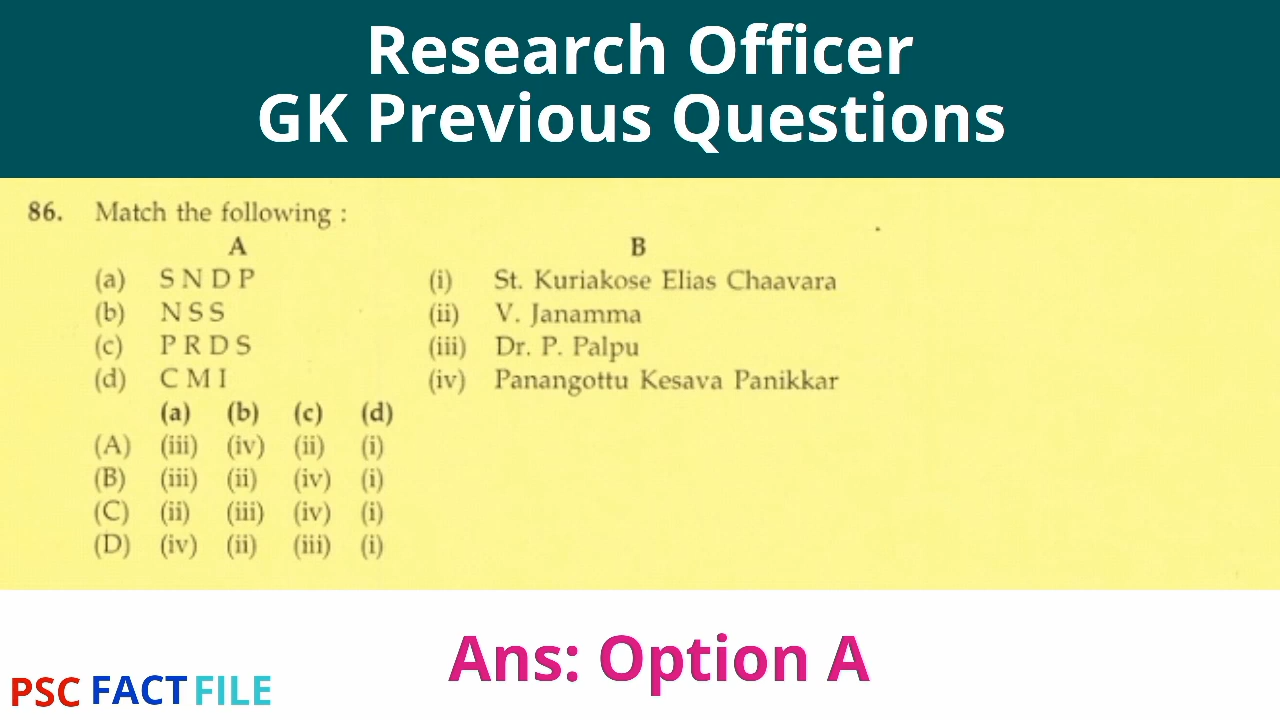 Research Officer
GK Previous Questions
86. Match the following :
A B
(a) S N D P (i) St. Kuriakose Elias Chaavara
(b) N S S (ii) V. Janamma
(c) P R D S (iii) Dr. P. Palpu
(d) C M I (iv) Panangottu Kesava Panikkar
(a) (b) (c) (d)
(A) (iii) (iv) (ii) (i)
(B) (iii) (ii) (iv) (i)
(C) (ii) (iii) (iv) (i)
(D) (iv) (ii) (iii) (i)
Ans: Option A
PSC FACT FILE